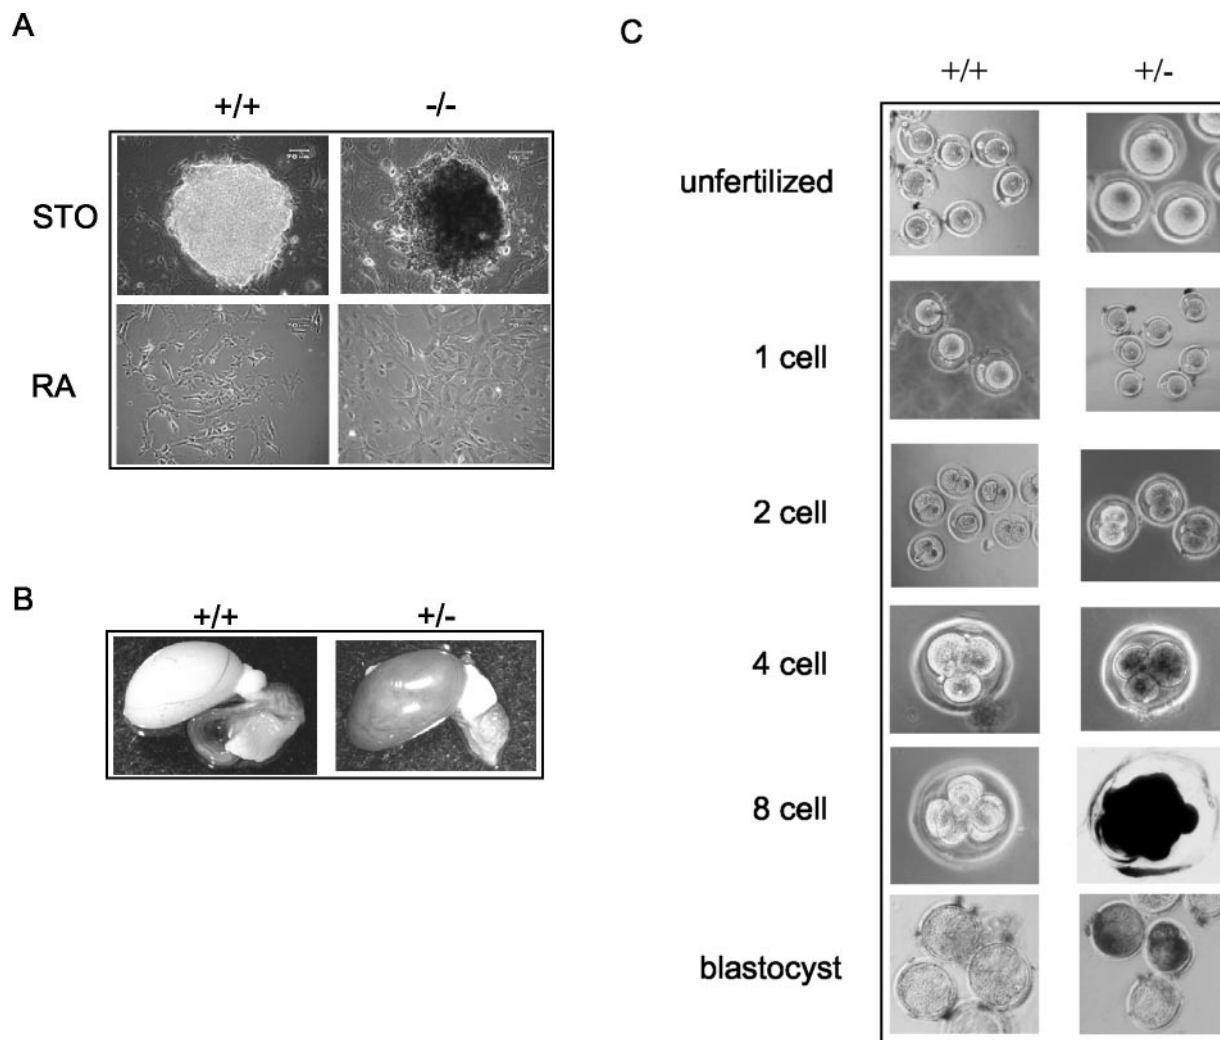 A
+/+ -/-
STO
RA
B
+/+ +/-
C
+/+ +/-
unfertilized
1 cell
2 cell
4 cell
8 cell
blastocyst